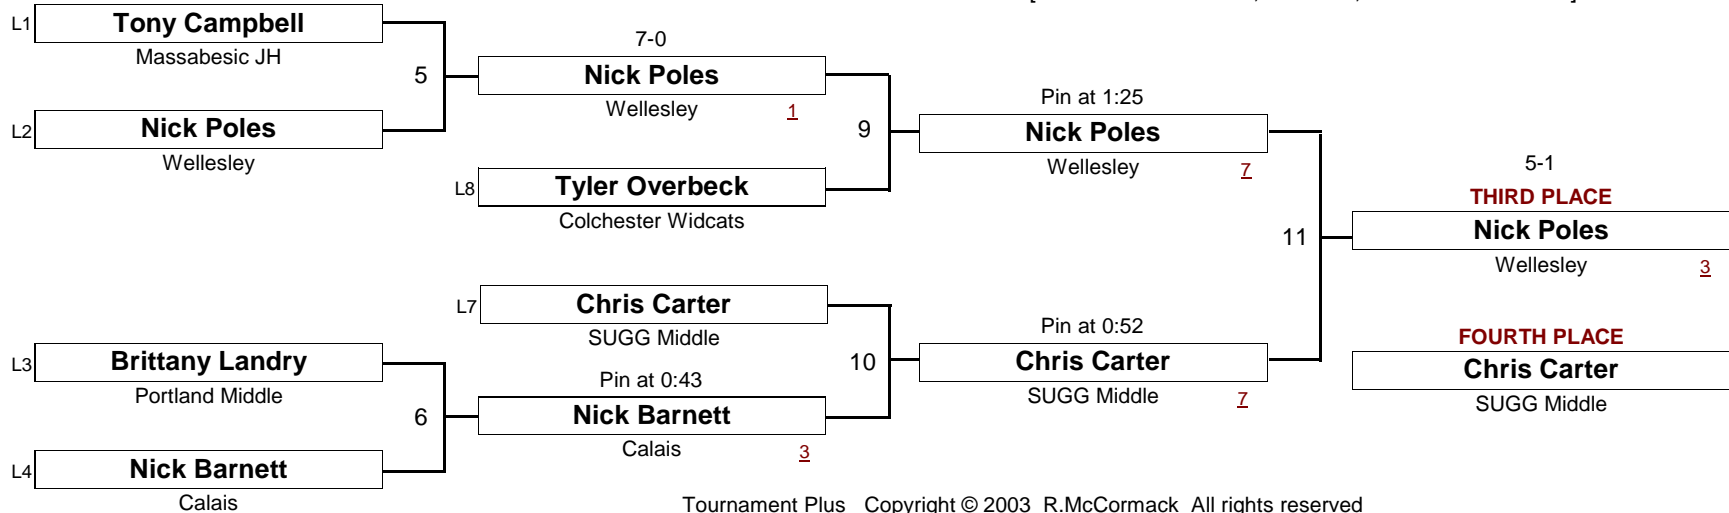 L1 Tony Campbell
Massabesic JH
5
L2 Nick Poles
Wellesley
7-0
Nick Poles
Wellesley 1
9
L8 Tyler Overbeck
Colchester Widcats
Pin at 1:25
Nick Poles
Wellesley 7
11
5-1
THIRD PLACE
Nick Poles
Wellesley 3
L7 Chris Carter
SUGG Middle
10
L3 Brittany Landry
Portland Middle
6
L4 Nick Barnett
Calais
Pin at 0:43
Nick Barnett
Calais 3
Pin at 0:52
Chris Carter
SUGG Middle 7
FOURTH PLACE
Chris Carter
SUGG Middle
Tournament Plus Copyright © 2003 R.McCormack All rights reserved